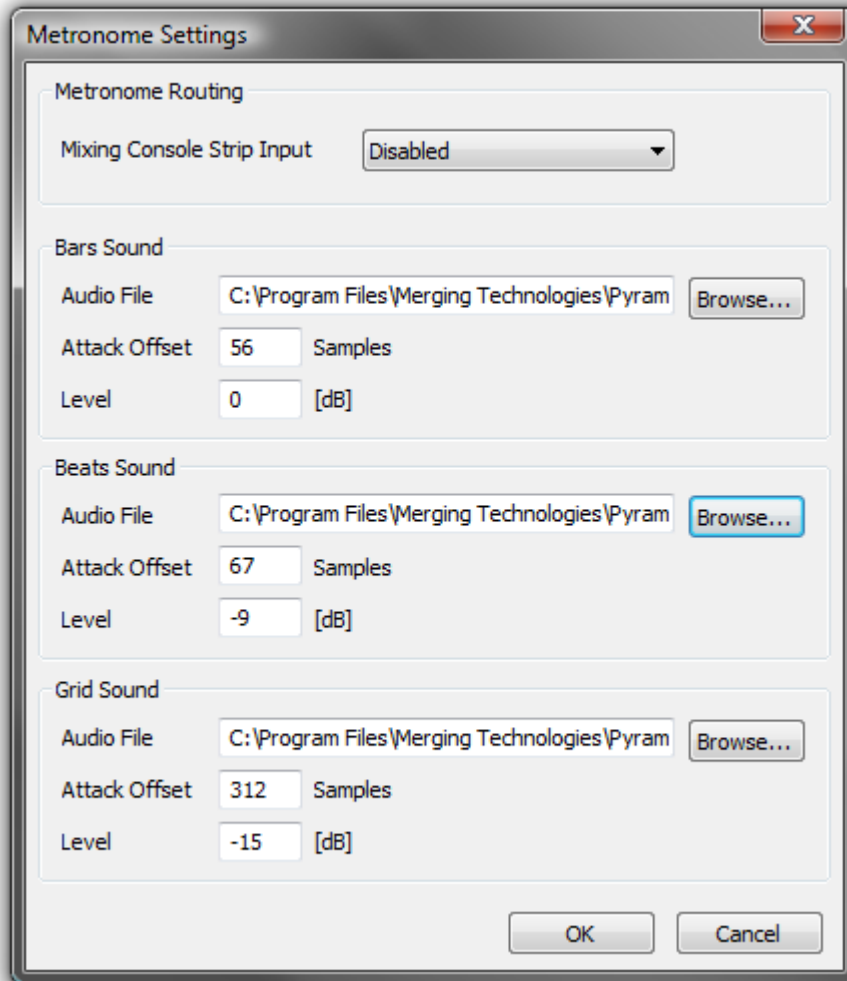 Metronome Settings
Metronome Routing
Mixing Console Strip Input Disabled
Bars Sound
Audio File C:\Program Files\Merging Technologies\Pyram Browse...
Attack Offset 56 Samples
Level 0 [dB]
Beats Sound
Audio File C:\Program Files\Merging Technologies\Pyram Browse...
Attack Offset 67 Samples
Level -9 [dB]
Grid Sound
Audio File C:\Program Files\Merging Technologies\Pyram Browse...
Attack Offset 312 Samples
Level -15 [dB]
OK Cancel